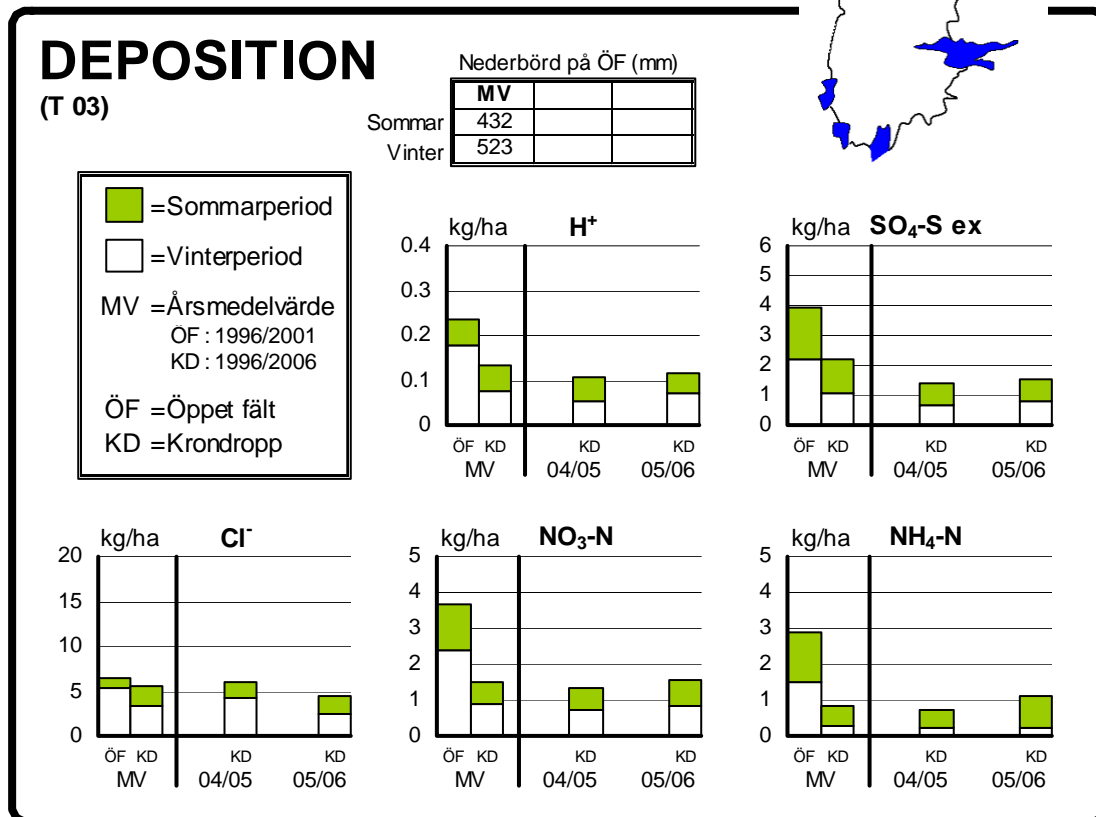 DEPOSITION
(T 03)
Nederbörd på ÖF (mm)
MV
Sommar 432
Vinter 523
=Sommarperiod
=Vinterperiod
MV =Årsmedelvärde
ÖF : 1996/2001
KD : 1996/2006
ÖF =Öppet fält
KD =Krondropp
kg/ha H⁺
0.4
0.3
0.2
0.1
0
ÖF KD KD KD
MV 04/05 05/06
kg/ha SO₄-S ex
6
5
4
3
2
1
0
ÖF KD KD KD
MV 04/05 05/06
kg/ha Cl⁻
20
15
10
5
0
ÖF KD KD KD
MV 04/05 05/06
kg/ha NO₃-N
5
4
3
2
1
0
ÖF KD KD KD
MV 04/05 05/06
kg/ha NH₄-N
5
4
3
2
1
0
ÖF KD KD KD
MV 04/05 05/06